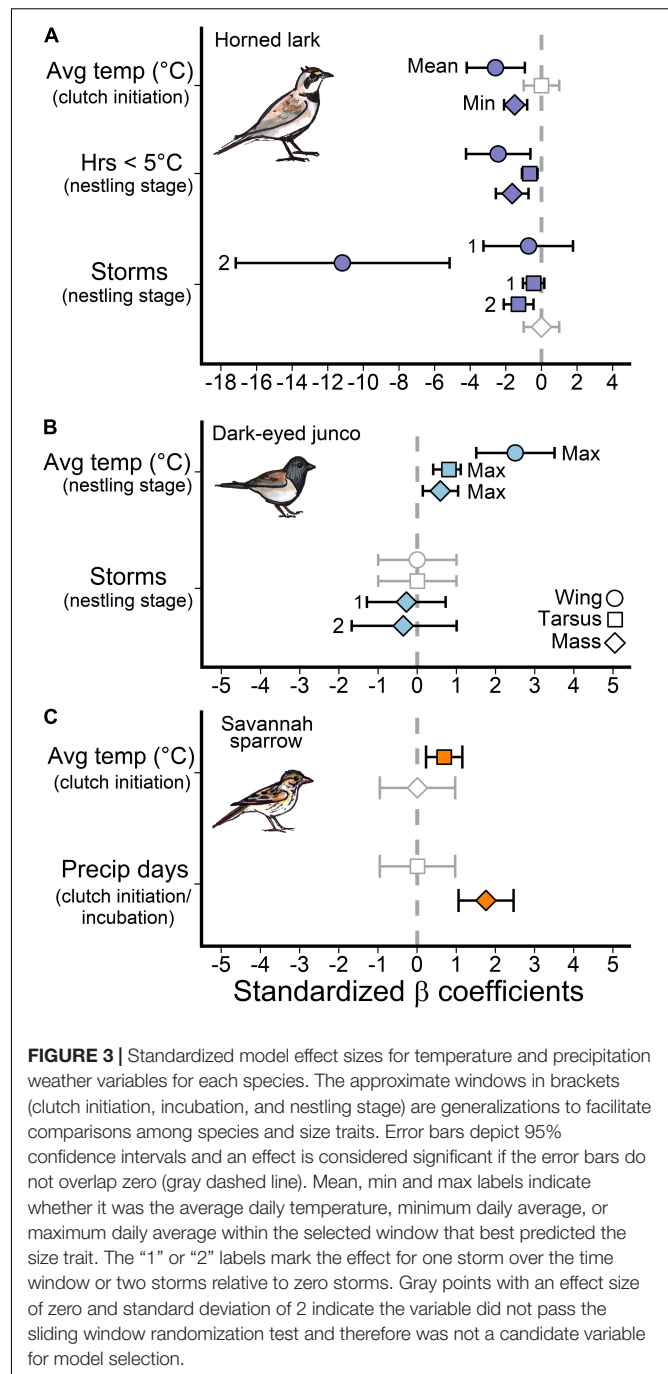 A
Horned lark
Avg temp (°C)
(clutch initiation)
Mean
Min
Hrs < 5°C
(nestling stage)
1
2
Storms
(nestling stage)
1
2
-18 -16 -14 -12 -10 -8 -6 -4 -2 0 2 4
B
Dark-eyed junco
Avg temp (°C)
(nestling stage)
Max
Max
Max
Storms
(nestling stage)
1
2
Wing
Tarsus
Mass
-5 -4 -3 -2 -1 0 1 2 3 4 5
C
Savannah
sparrow
Avg temp (°C)
(clutch initiation)
Precip days
(clutch initiation/
incubation)
-5 -4 -3 -2 -1 0 1 2 3 4 5
Standardized β coefficients
FIGURE 3 | Standardized model effect sizes for temperature and precipitation
weather variables for each species. The approximate windows in brackets
(clutch initiation, incubation, and nestling stage) are generalizations to facilitate
comparisons among species and size traits. Error bars depict 95%
confidence intervals and an effect is considered significant if the error bars do
not overlap zero (gray dashed line). Mean, min and max labels indicate
whether it was the average daily temperature, minimum daily average, or
maximum daily average within the selected window that best predicted the
size trait. The “1” or “2” labels mark the effect for one storm over the time
window or two storms relative to zero storms. Gray points with an effect size
of zero and standard deviation of 2 indicate the variable did not pass the
sliding window randomization test and therefore was not a candidate variable
for model selection.